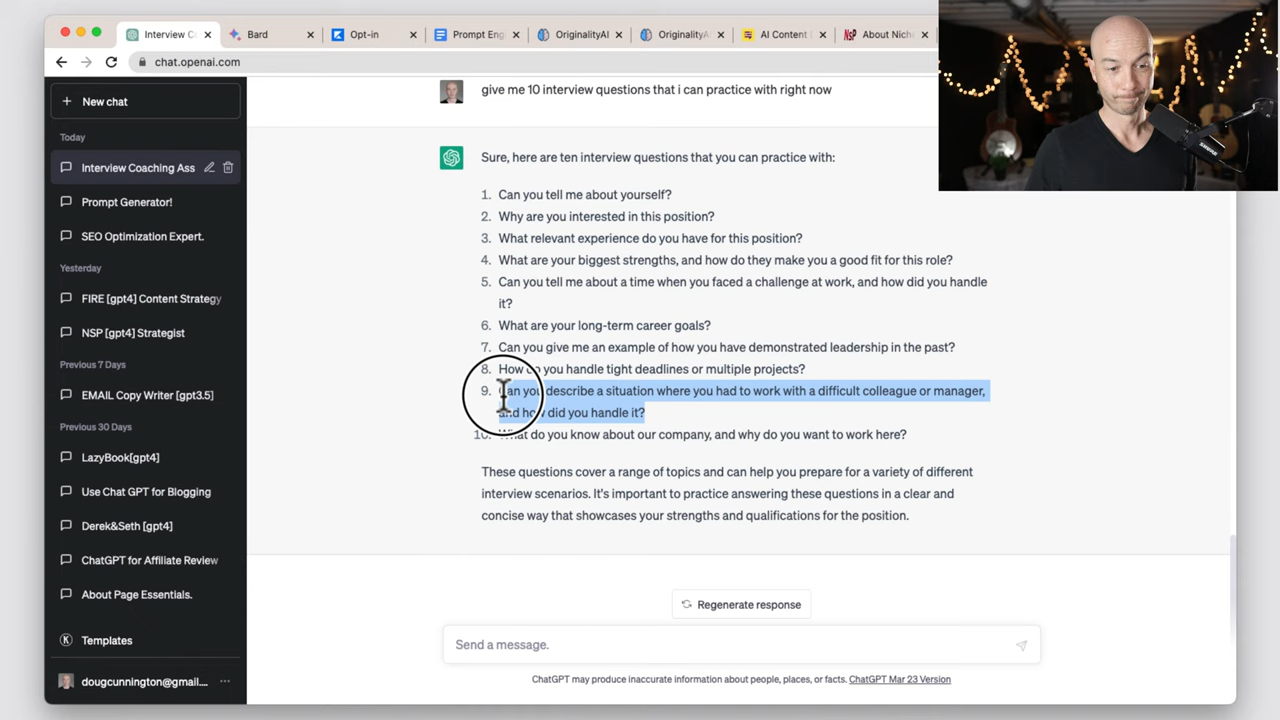 Interview C
Bard
Opt-in
Prompt Eng
OriginalityAI
OriginalityA
AI Content
NSP
About Nich
chat.openai.com
New chat
Today
Interview Coaching Ass
Prompt Generator!
SEO Optimization Expert.
Yesterday
FIRE [gpt4] Content Strategy
NSP [gpt4] Strategist
Previous 7 Days
EMAIL Copy Writer [gpt3.5]
Previous 30 Days
LazyBook[gpt4]
Use Chat GPT for Blogging
Derek&Seth [gpt4]
ChatGPT for Affiliate Review
About Page Essentials.
K
Templates
dougcunnington@gmail....
give me 10 interview questions that i can practice with right now
Sure, here are ten interview questions that you can practice with:
1. Can you tell me about yourself?
2. Why are you interested in this position?
3. What relevant experience do you have for this position?
4. What are your biggest strengths, and how do they make you a good fit for this role?
5. Can you tell me about a time when you faced a challenge at work, and how did you handle
it?
6. What are your long-term career goals?
7. Can you give me an example of how you have demonstrated leadership in the past?
8. How do you handle tight deadlines or multiple projects?
9. Can you describe a situation where you had to work with a difficult colleague or manager,
and how did you handle it?
10. What do you know about our company, and why do you want to work here?
These questions cover a range of topics and can help you prepare for a variety of different
interview scenarios. It's important to practice answering these questions in a clear and
concise way that showcases your strengths and qualifications for the position.
Regenerate response
Send a message.
ChatGPT may produce inaccurate information about people, places, or facts. ChatGPT Mar 23 Version
SHURE